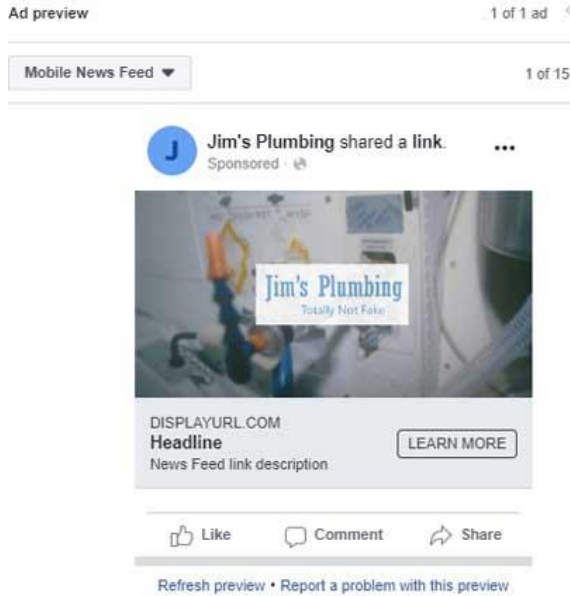 Ad preview
1 of 1 ad
Mobile News Feed
1 of 15
J
Jim's Plumbing shared a link.
Sponsored
Jim's Plumbing
Totally Not Fake
DISPLAYURL.COM
Headline
News Feed link description
LEARN MORE
Like
Comment
Share
Refresh preview • Report a problem with this preview